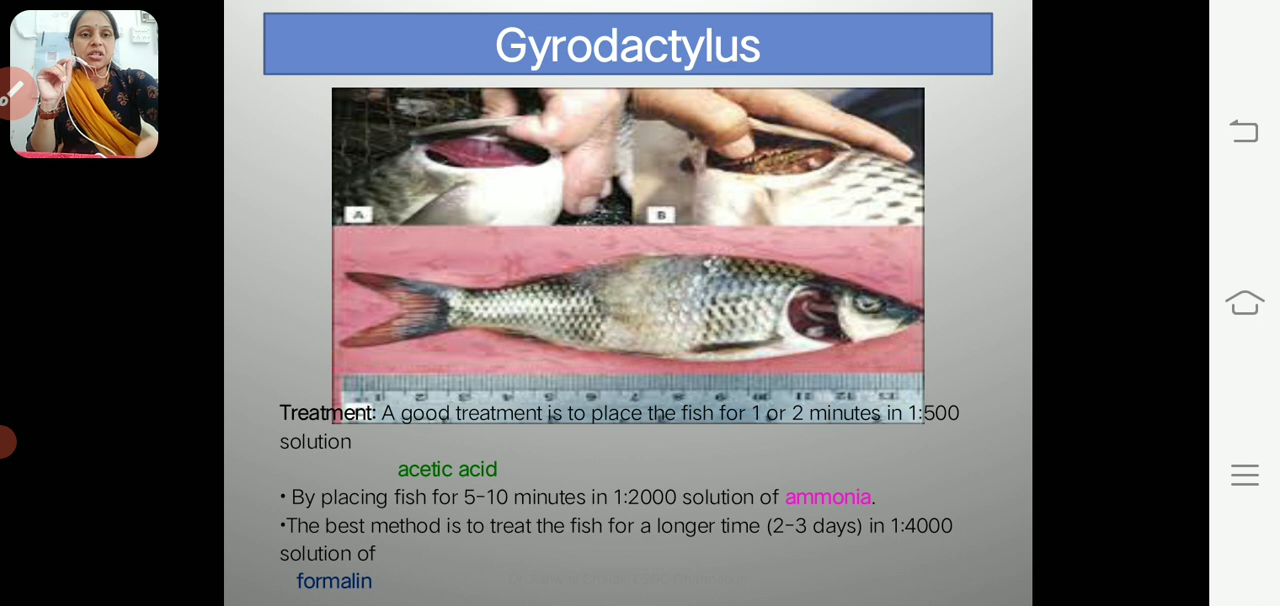 Gyrodactylus
A B
Treatment: A good treatment is to place the fish for 1 or 2 minutes in 1:500
solution
acetic acid
• By placing fish for 5-10 minutes in 1:2000 solution of ammonia.
•The best method is to treat the fish for a longer time (2-3 days) in 1:4000
solution of
formalin